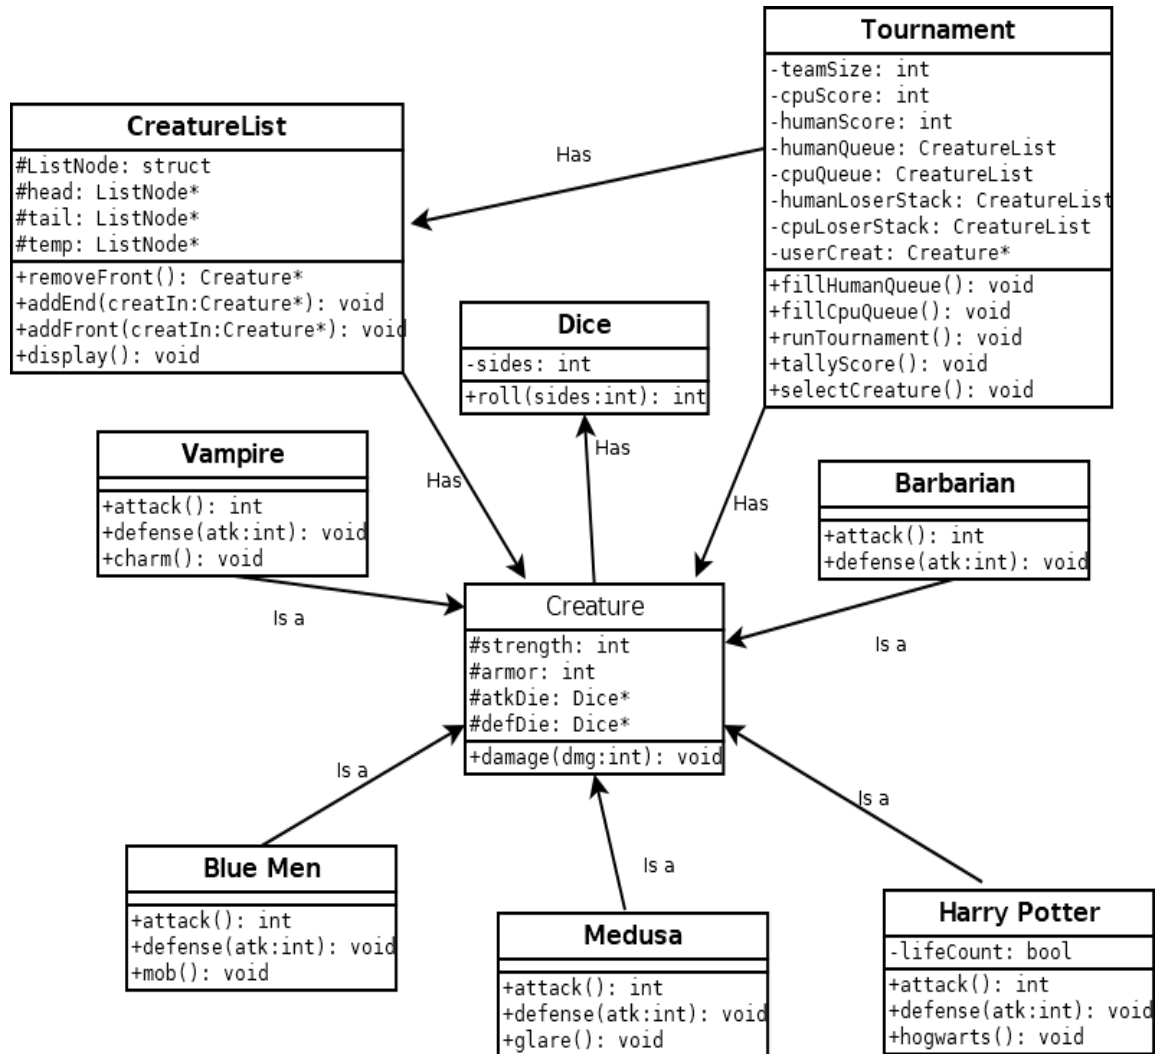 Tournament
-teamSize: int
-cpuScore: int
-humanScore: int
-humanQueue: CreatureList
-cpuQueue: CreatureList
-humanLoserStack: CreatureList
-cpuLoserStack: CreatureList
-userCreat: Creature*
+fillHumanQueue(): void
+fillCpuQueue(): void
+runTournament(): void
+tallyScore(): void
+selectCreature(): void
CreatureList
#ListNode: struct
#head: ListNode*
#tail: ListNode*
#temp: ListNode*
+removeFront(): Creature*
+addEnd(creatIn:Creature*): void
+addFront(creatIn:Creature*): void
+display(): void
Has
Dice
-sides: int
+roll(sides:int): int
Has
Has
Has
Vampire
+attack(): int
+defense(atk:int): void
+charm(): void
Barbarian
+attack(): int
+defense(atk:int): void
Is a
Is a
Creature
#strength: int
#armor: int
#atkDie: Dice*
#defDie: Dice*
+damage(dmg:int): void
Is a
Is a
Is a
Blue Men
+attack(): int
+defense(atk:int): void
+mob(): void
Medusa
+attack(): int
+defense(atk:int): void
+glare(): void
Harry Potter
-lifeCount: bool
+attack(): int
+defense(atk:int): void
+hogwarts(): void